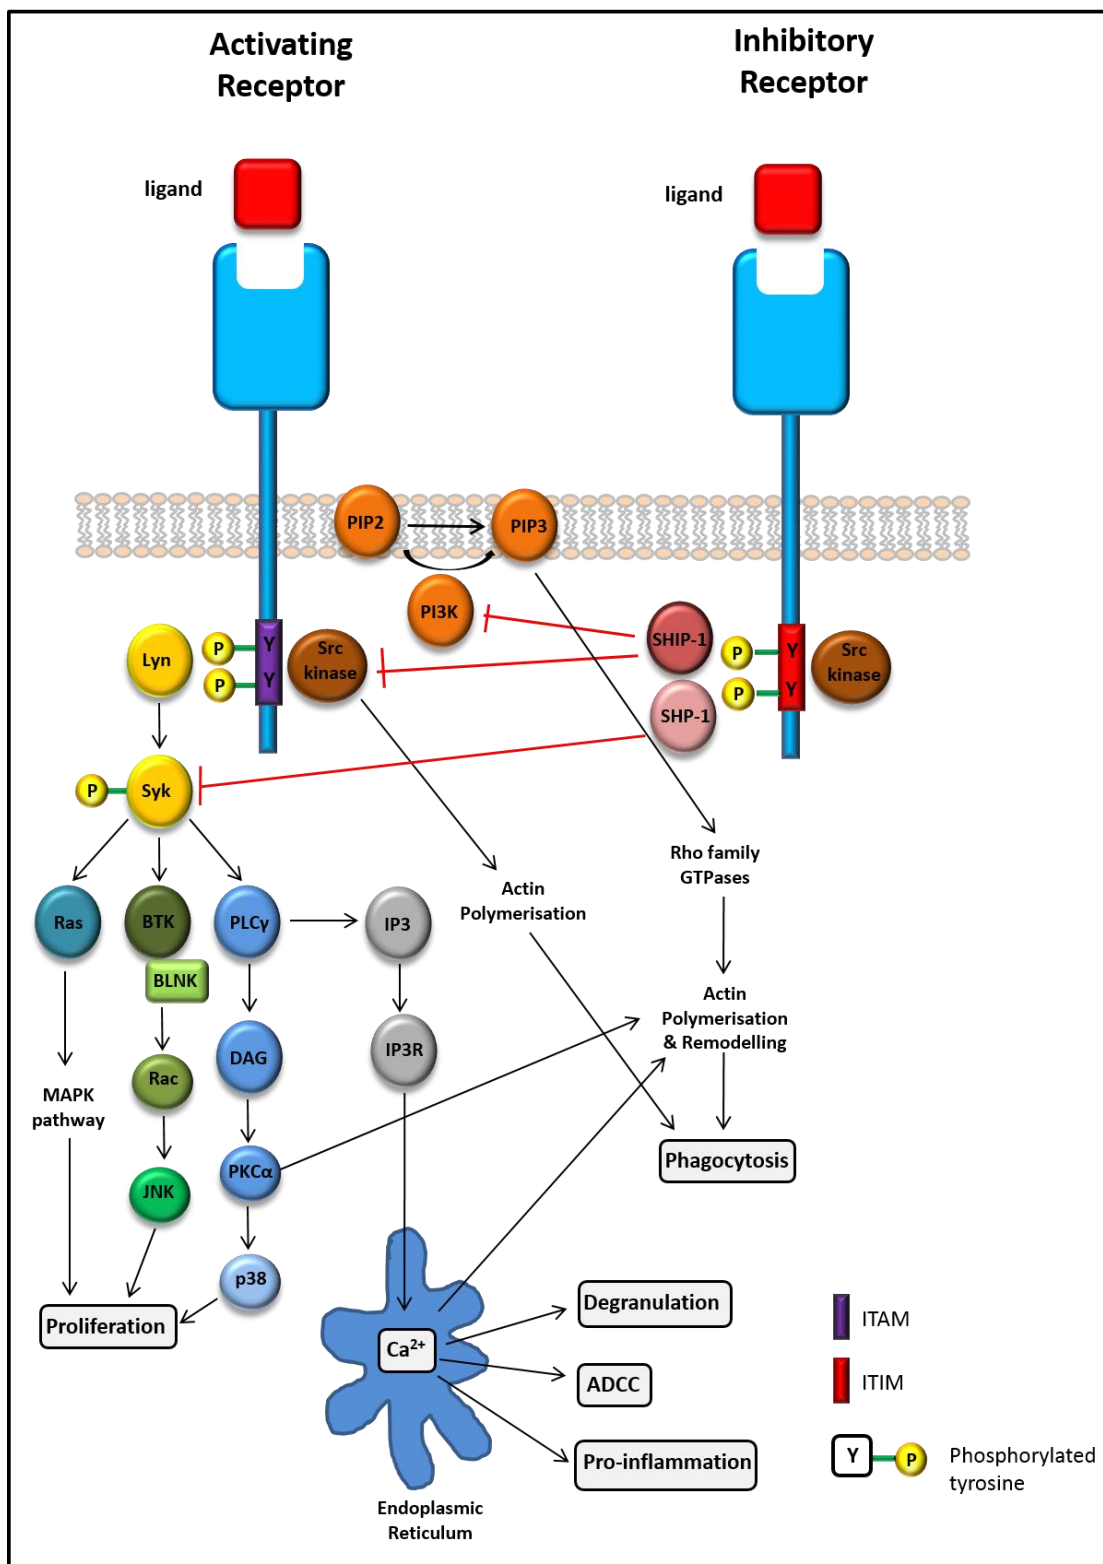 Activating
Receptor
Inhibitory
Receptor
ligand
ligand
PIP2
PIP3
PI3K
SHIP-1
Lyn
P
P
Y
Y
Src
kinase
P
P
Y
Y
Src
kinase
SHP-1
P
Syk
Rho family
GTPases
Ras
BTK
PLCγ
IP3
Actin
Polymerisation
BLNK
Actin
Polymerisation
& Remodelling
DAG
IP3R
Rac
MAPK
pathway
Phagocytosis
PKCα
JNK
p38
Proliferation
Ca²⁺
Degranulation
ADCC
Pro-inflammation
Endoplasmic
Reticulum
ITAM
ITIM
Y
P
Phosphorylated
tyrosine